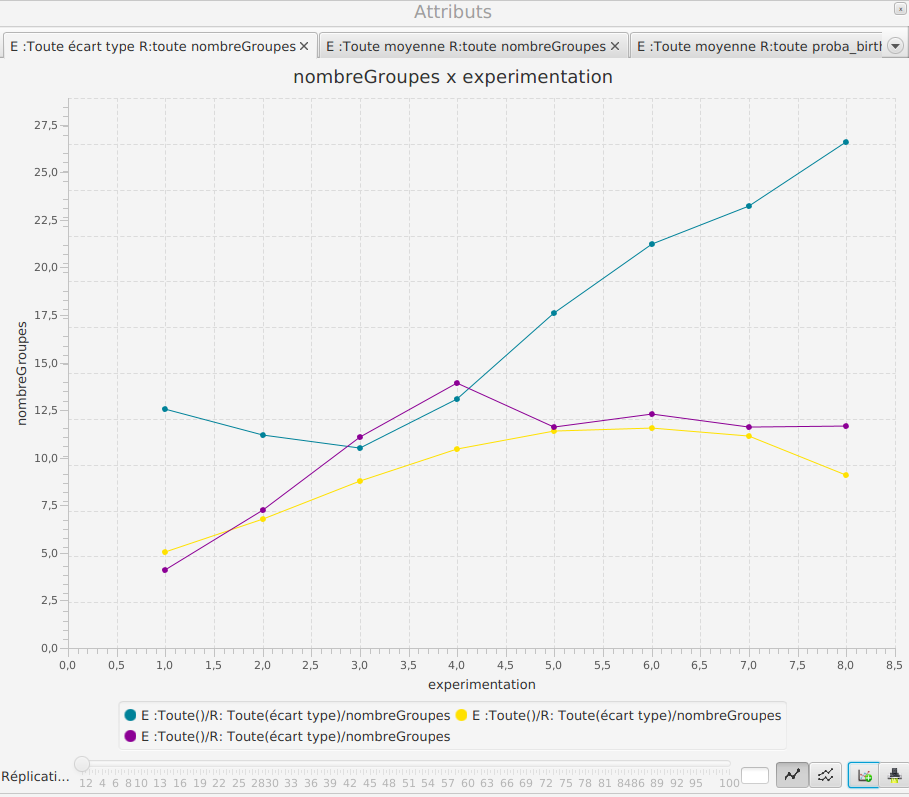 Attributs
E :Toute écart type R:toute nombreGroupes
E :Toute moyenne R:toute nombreGroupes
E :Toute moyenne R:toute proba_birt
nombreGroupes x experimentation
27,5
25,0
22,5
20,0
17,5
15,0
12,5
10,0
7,5
5,0
2,5
0,0
nombreGroupes
0,0 0,5 1,0 1,5 2,0 2,5 3,0 3,5 4,0 4,5 5,0 5,5 6,0 6,5 7,0 7,5 8,0 8,5
experimentation
E :Toute()/R: Toute(écart type)/nombreGroupes E :Toute()/R: Toute(écart type)/nombreGroupes
E :Toute()/R: Toute(écart type)/nombreGroupes
Réplicati...
12 4 6 8 10 13 16 19 22 25 28 30 33 36 39 42 45 48 51 54 57 60 63 66 69 72 75 78 81 84 86 89 92 95 100